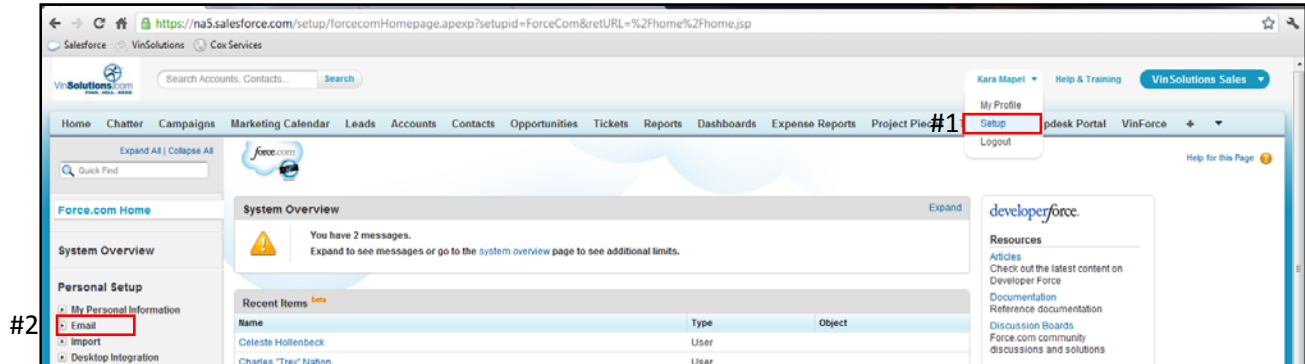 https://na5.salesforce.com/setup/forcecomHomepage.apexp?setupid=ForceCom&retURL=%2Fhome%2Fhome.jsp
Salesforce VinSolutions Cox Services
VinSolutions.com
Search Accounts, Contacts... Search
Kara Mapel Help & Training VinSolutions Sales
My Profile
Home Chatter Campaigns Marketing Calendar Leads Accounts Contacts Opportunities Tickets Reports Dashboards Expense Reports Project #1 Setup pdesk Portal VinForce +
Logout
Expand All | Collapse All
Quick Find
force.com
Help for this Page
Force.com Home
System Overview Expand
You have 2 messages.
Expand to see messages or go to the system overview page to see additional limits.
System Overview
Personal Setup
My Personal Information
#2 Email
Import
Desktop Integration
Recent Items beta
Name Type Object
Celeste Hollenbeck User
Charles "Trey" Nation User
developerforce.
Resources
Articles
Check out the latest content on
Developer Force
Documentation
Reference documentation
Discussion Boards
Force.com community
discussions and solutions